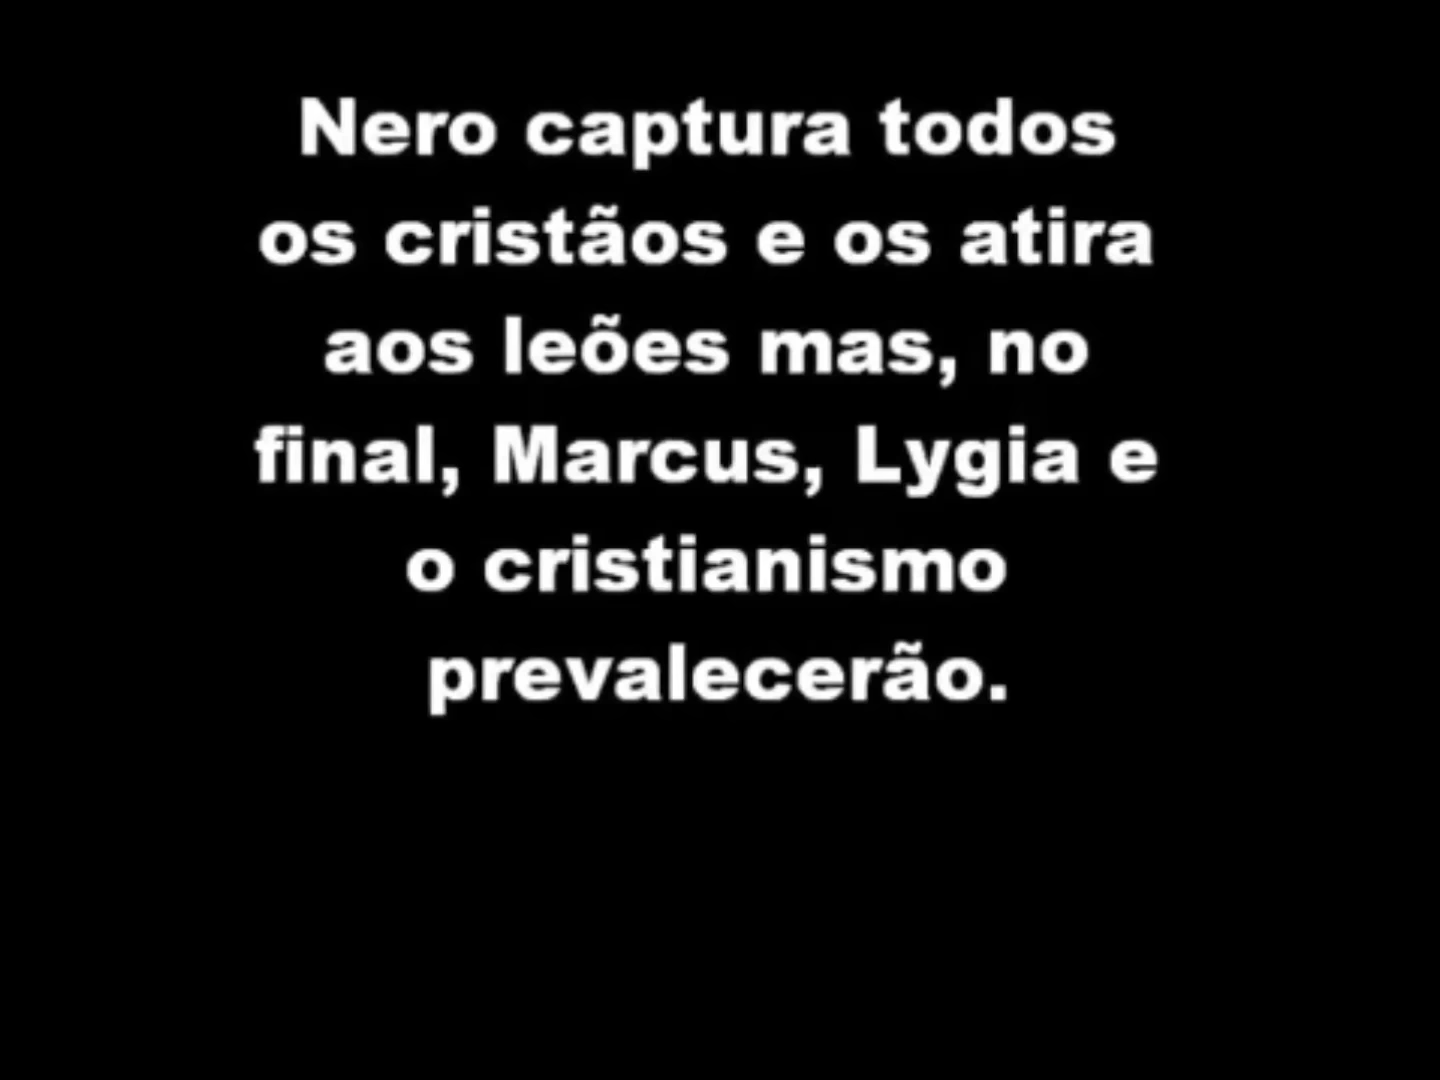 Nero captura todos
os cristãos e os atira
aos leões mas, no
final, Marcus, Lygia e
o cristianismo
prevalecerão.